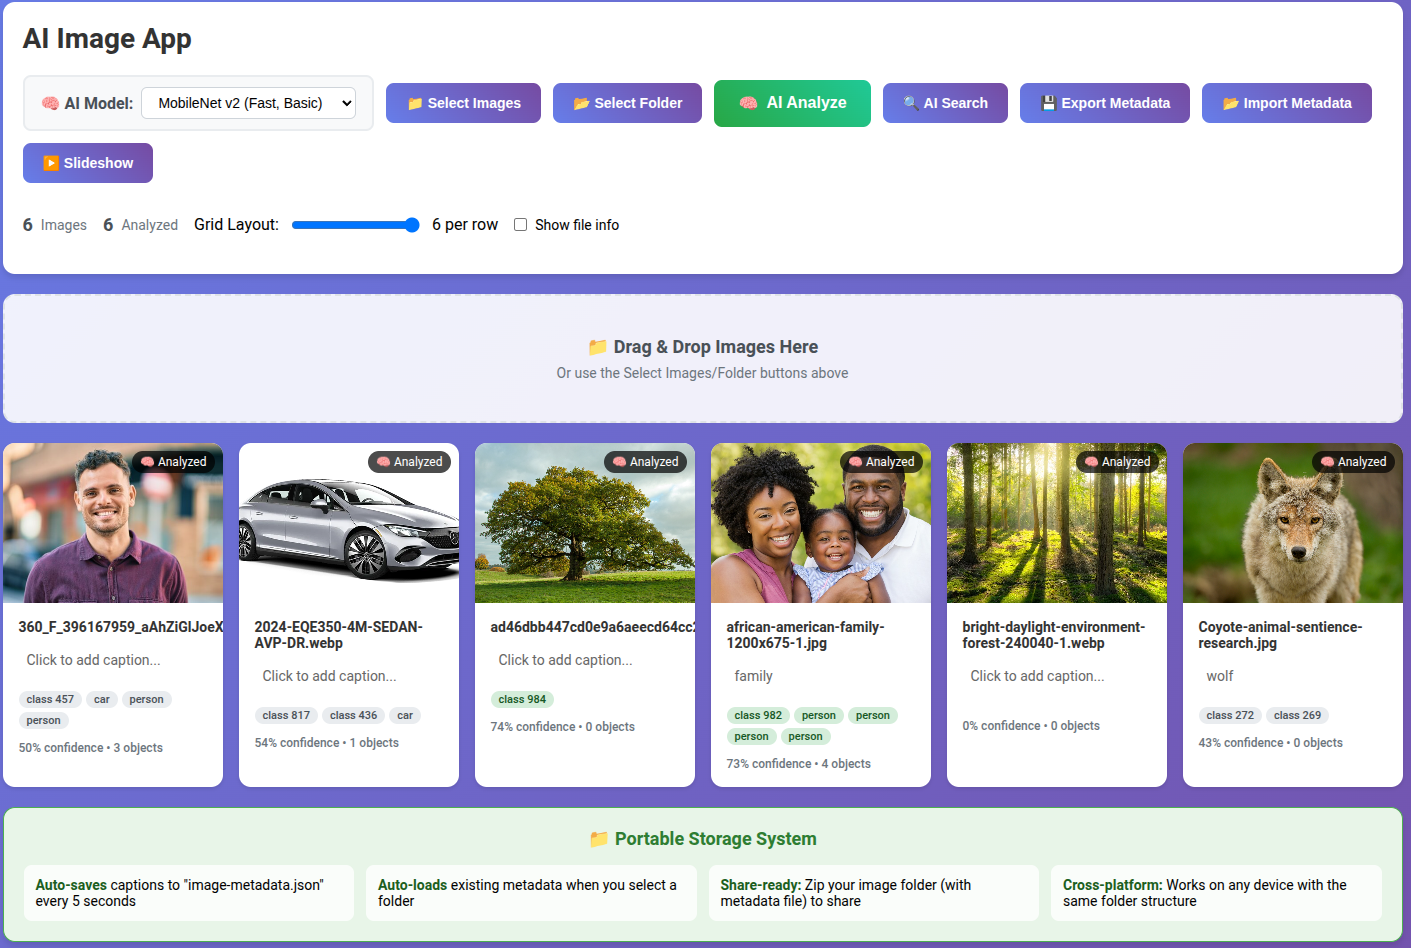 AI Image App
AI Model: MobileNet v2 (Fast, Basic) Select Images Select Folder AI Analyze AI Search Export Metadata Import Metadata
Slideshow
6 Images 6 Analyzed Grid Layout: 6 per row Show file info
Drag & Drop Images Here
Or use the Select Images/Folder buttons above
Analyzed
360_F_396167959_aAhZiGlJoeX
Click to add caption...
class 457 car person
person
50% confidence • 3 objects
Analyzed
2024-EQE350-4M-SEDAN-
AVP-DR.webp
Click to add caption...
class 817 class 436 car
54% confidence • 1 objects
Analyzed
ad46dbb447cd0e9a6aeecd64cc2
Click to add caption...
class 984
74% confidence • 0 objects
Analyzed
african-american-family-
1200x675-1.jpg
family
class 982 person person
person person
73% confidence • 4 objects
Analyzed
bright-daylight-environment-
forest-240040-1.webp
Click to add caption...
0% confidence • 0 objects
Analyzed
Coyote-animal-sentience-
research.jpg
wolf
class 272 class 269
43% confidence • 0 objects
Portable Storage System
Auto-saves captions to "image-metadata.json"
every 5 seconds
Auto-loads existing metadata when you select a
folder
Share-ready: Zip your image folder (with
metadata file) to share
Cross-platform: Works on any device with the
same folder structure